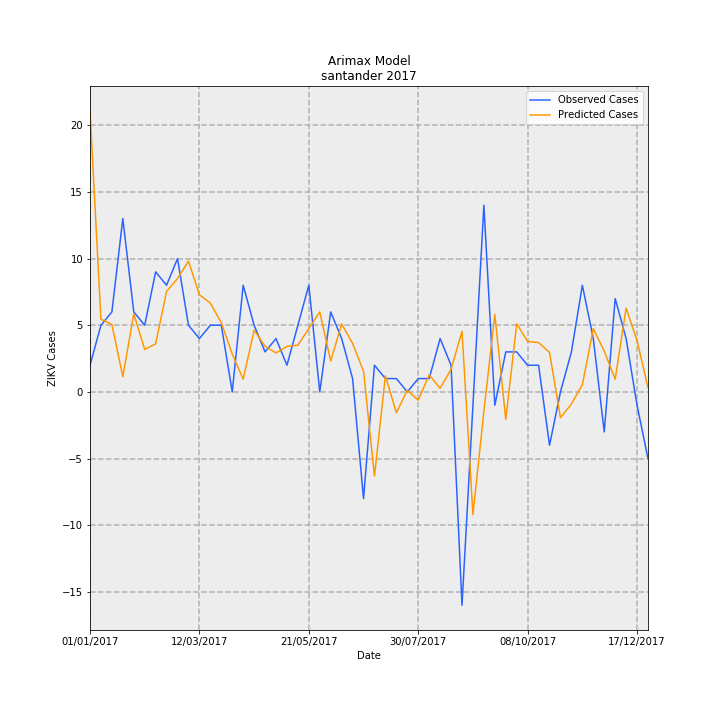 Arimax Model
santander 2017
Observed Cases
Predicted Cases
ZIKV Cases
20
15
10
5
0
−5
−10
−15
01/01/2017
12/03/2017
21/05/2017
30/07/2017
08/10/2017
17/12/2017
Date